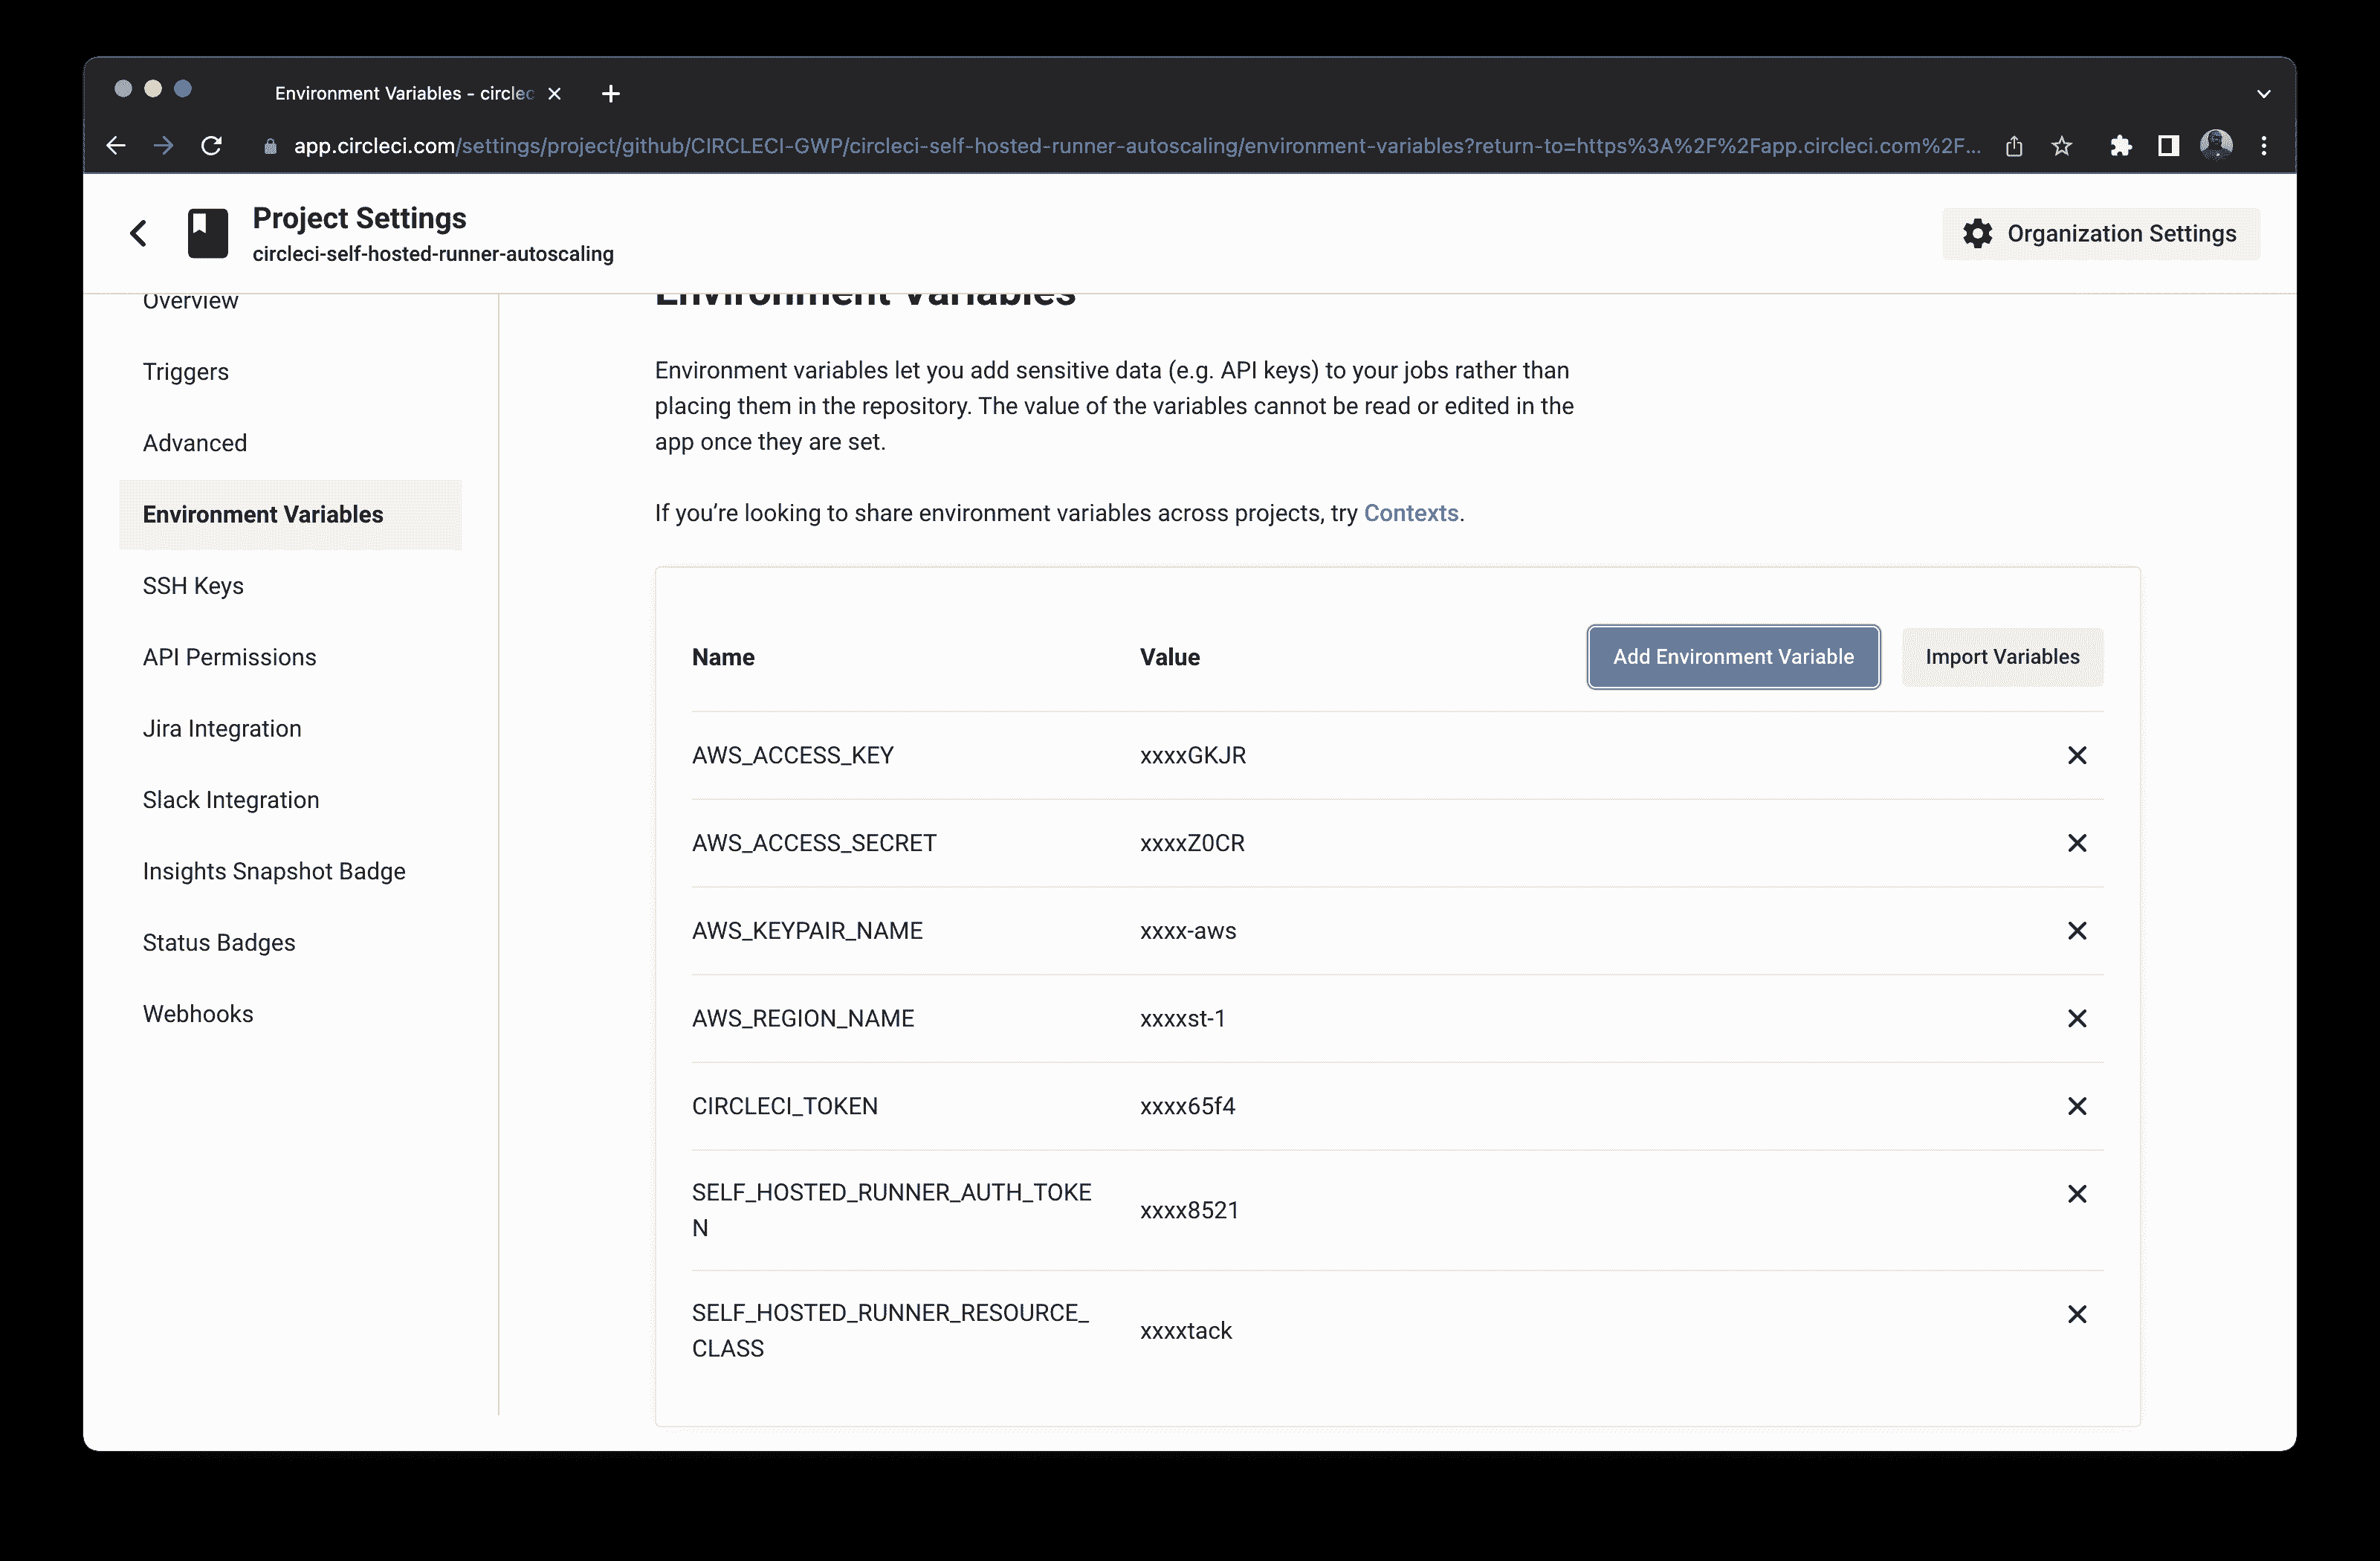 Environment Variables - circlec
app.circleci.com/settings/project/github/CIRCLECI-GWP/circleci-self-hosted-runner-autoscaling/environment-variables?return-to=https%3A%2F%2Fapp.circleci.com%2F...
Project Settings
circleci-self-hosted-runner-autoscaling
Organization Settings
Overview
Triggers
Advanced
Environment Variables
SSH Keys
API Permissions
Jira Integration
Slack Integration
Insights Snapshot Badge
Status Badges
Webhooks
Environment Variables
Environment variables let you add sensitive data (e.g. API keys) to your jobs rather than
placing them in the repository. The value of the variables cannot be read or edited in the
app once they are set.
If you’re looking to share environment variables across projects, try Contexts.
Name Value Add Environment Variable Import Variables
AWS_ACCESS_KEY xxxxGKJR
AWS_ACCESS_SECRET xxxxZ0CR
AWS_KEYPAIR_NAME xxxx-aws
AWS_REGION_NAME xxxxst-1
CIRCLECI_TOKEN xxxx65f4
SELF_HOSTED_RUNNER_AUTH_TOKE
N
xxxx8521
SELF_HOSTED_RUNNER_RESOURCE_
CLASS
xxxxtack